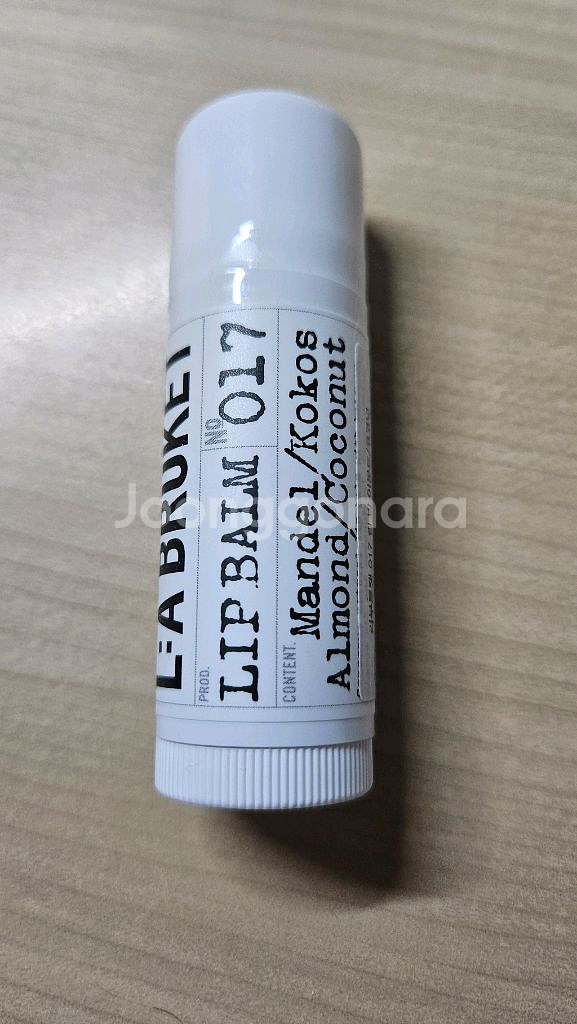 L:A BRUKET
PROD.
LIP BALM
Nº
017
CONTENT.
Mandel/Kokos
Almond/Coconut
Joonggonara